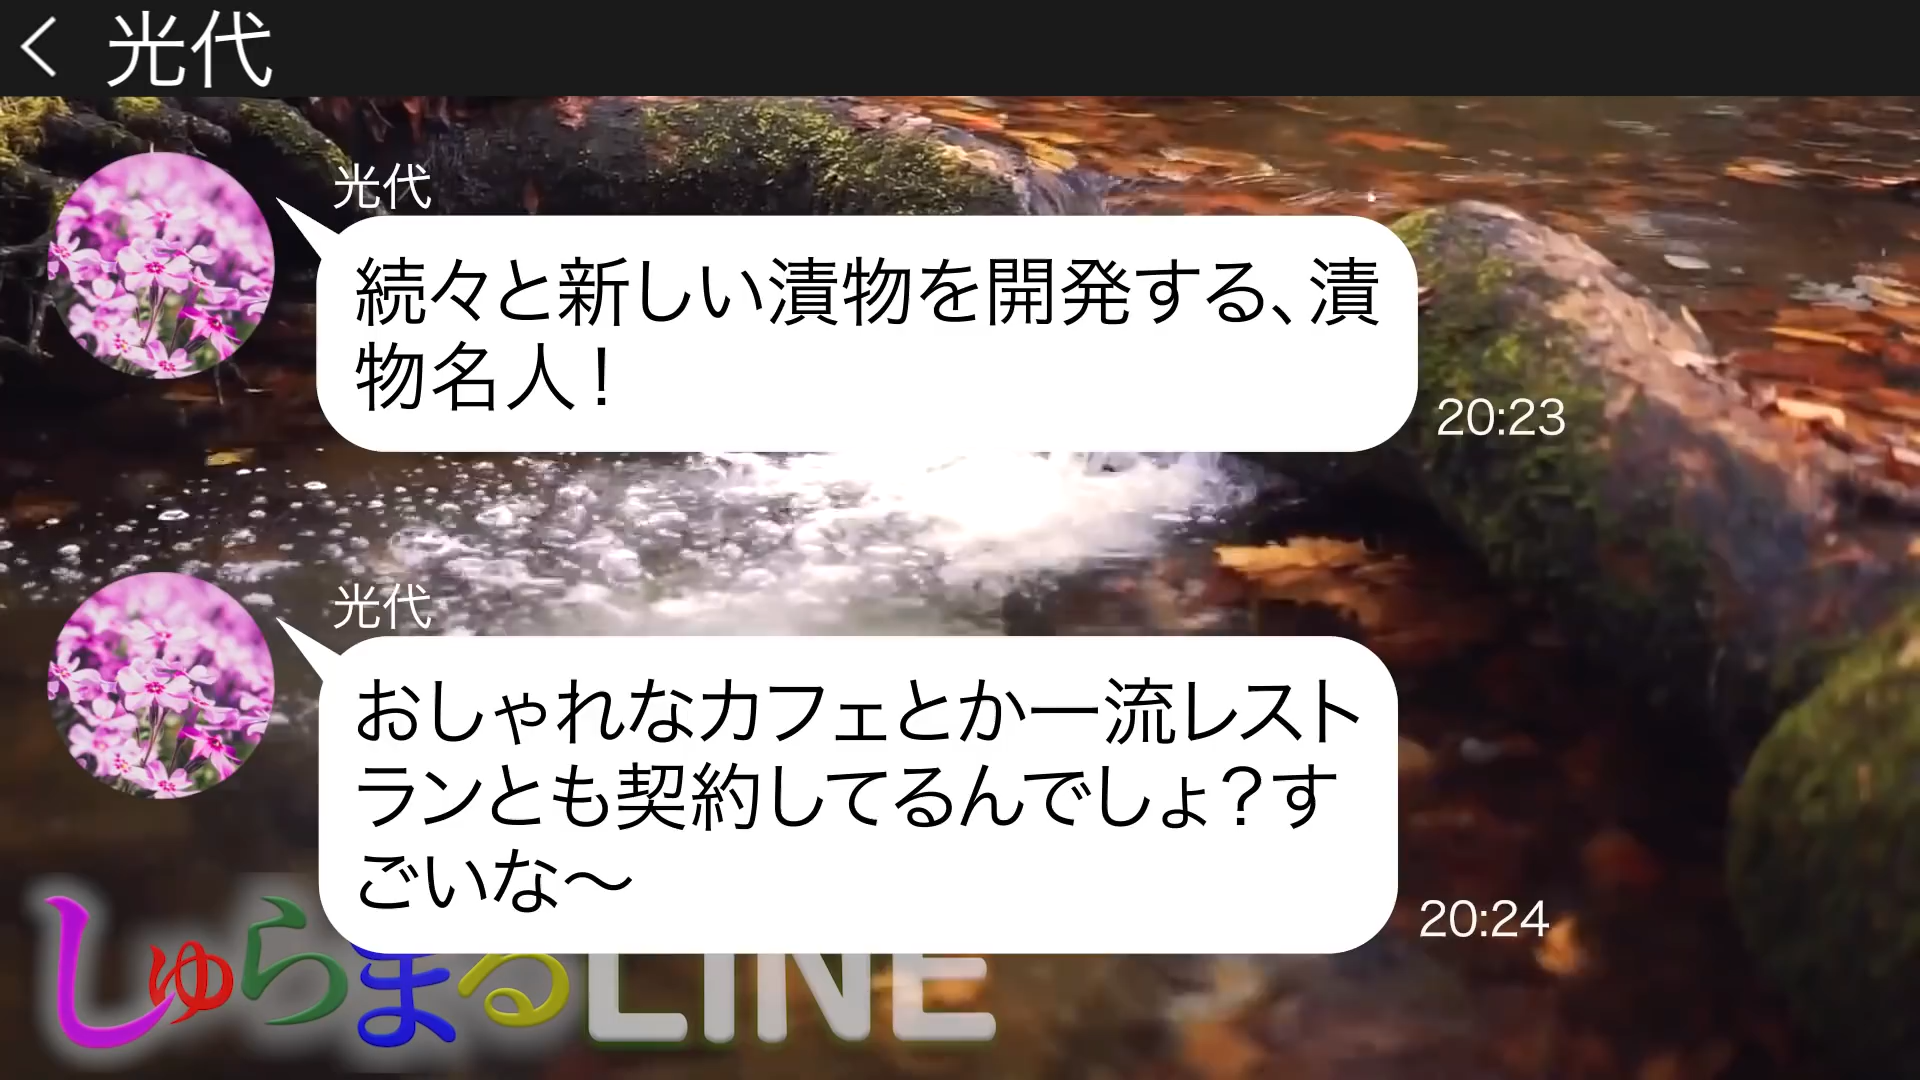 光代
光代
続々と新しい漬物を開発する、漬
物名人！
20:23
光代
おしゃれなカフェとか一流レスト
ランとも契約してるんでしょ？す
ごいな～
20:24
しゅらまるLINE